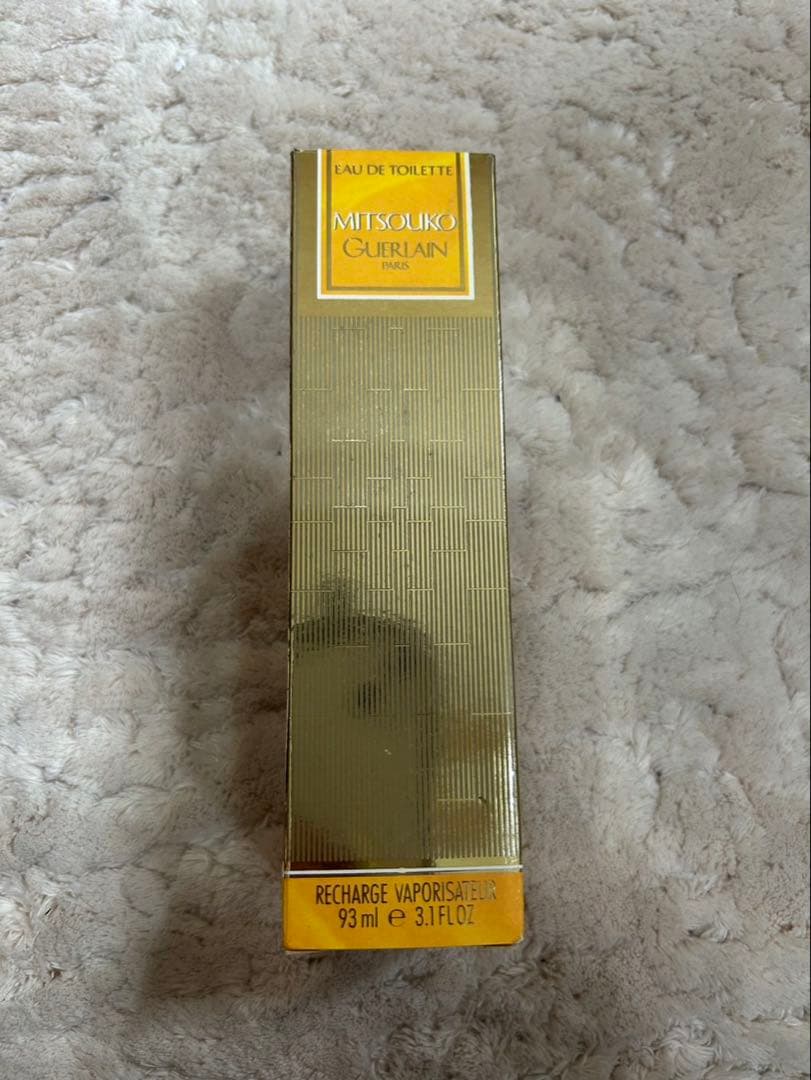 EAU DE TOILETTE
MITSOUKO
GUERLAIN
PARIS
RECHARGE VAPORISATEUR
93 ml e 3.1 FL OZ